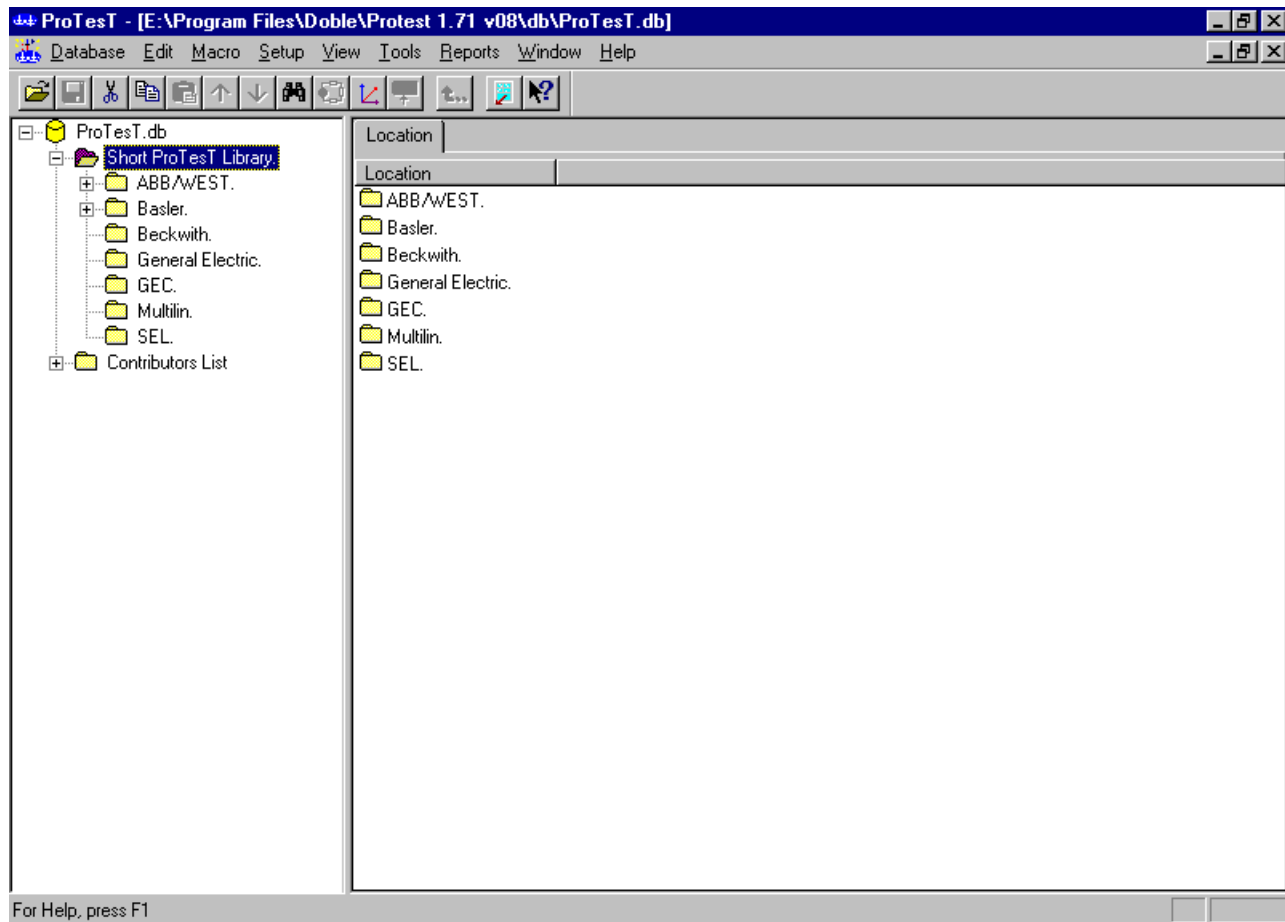 ProTesT - [E:\Program Files\Doble\Protest 1.71 v08\db\ProTesT.db]
Database Edit Macro Setup View Tools Reports Window Help
ProTesT.db
Short ProTesT Library.
ABB/WEST.
Basler.
Beckwith.
General Electric.
GEC.
Multilin.
SEL.
Contributors List
Location
Location
ABB/WEST.
Basler.
Beckwith.
General Electric.
GEC.
Multilin.
SEL.
For Help, press F1